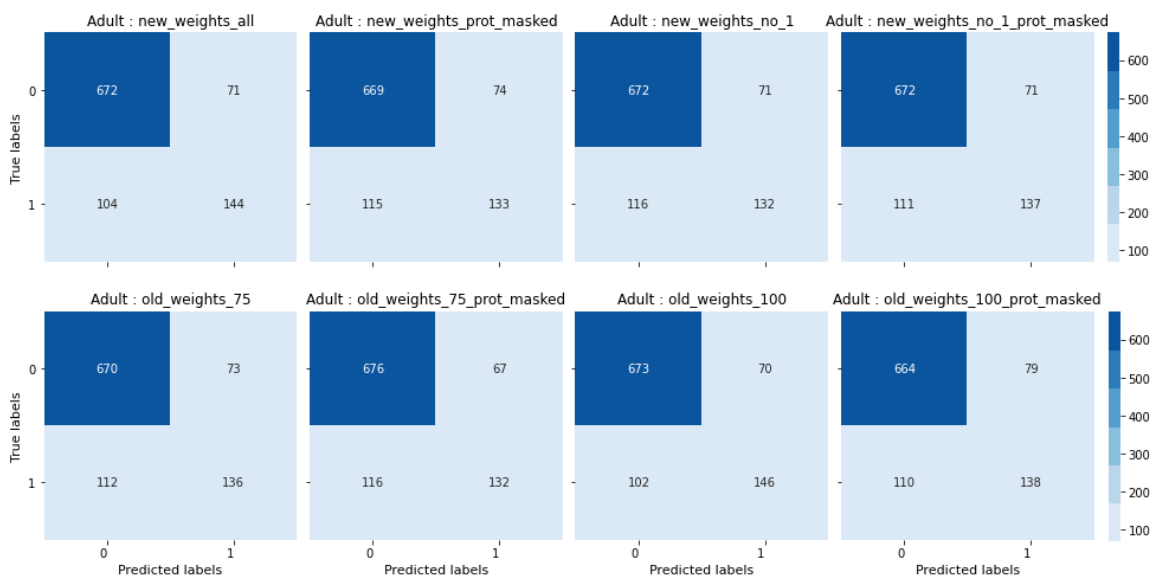 Adult : new_weights_all
Adult : new_weights_prot_masked
Adult : new_weights_no_1
Adult : new_weights_no_1_prot_masked
True labels
0
672 71
669 74
672 71
672 71
1
104 144
115 133
116 132
111 137
600
500
400
300
200
100
Adult : old_weights_75
Adult : old_weights_75_prot_masked
Adult : old_weights_100
Adult : old_weights_100_prot_masked
True labels
0
670 73
676 67
673 70
664 79
1
112 136
116 132
102 146
110 138
600
500
400
300
200
100
0 1
0 1
0 1
0 1
Predicted labels
Predicted labels
Predicted labels
Predicted labels